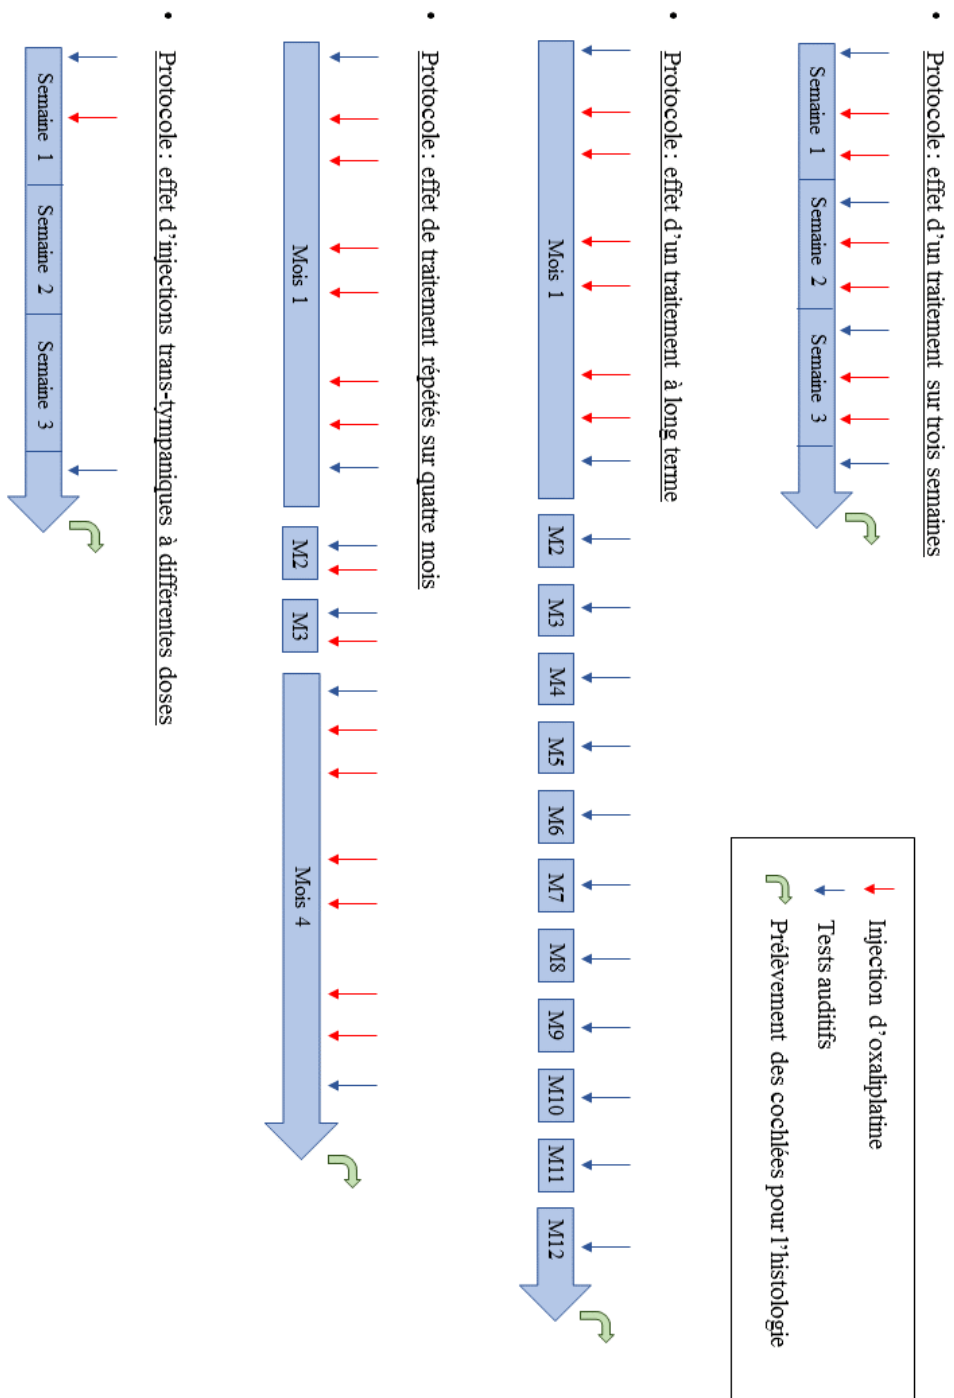 • Protocole : effet d'un traitement sur trois semaines
Semaine 1
Semaine 2
Semaine 3
Injection d'oxaliplatine
Tests auditifs
Prélèvement des cochlées pour l'histologie
• Protocole : effet d'un traitement à long terme
Mois 1
M2
M3
M4
M5
M6
M7
M8
M9
M10
M11
M12
• Protocole : effet de traitement répétés sur quatre mois
Mois 1
M2
M3
Mois 4
• Protocole : effet d'injections trans-tympaniques à différentes doses
Semaine 1
Semaine 2
Semaine 3